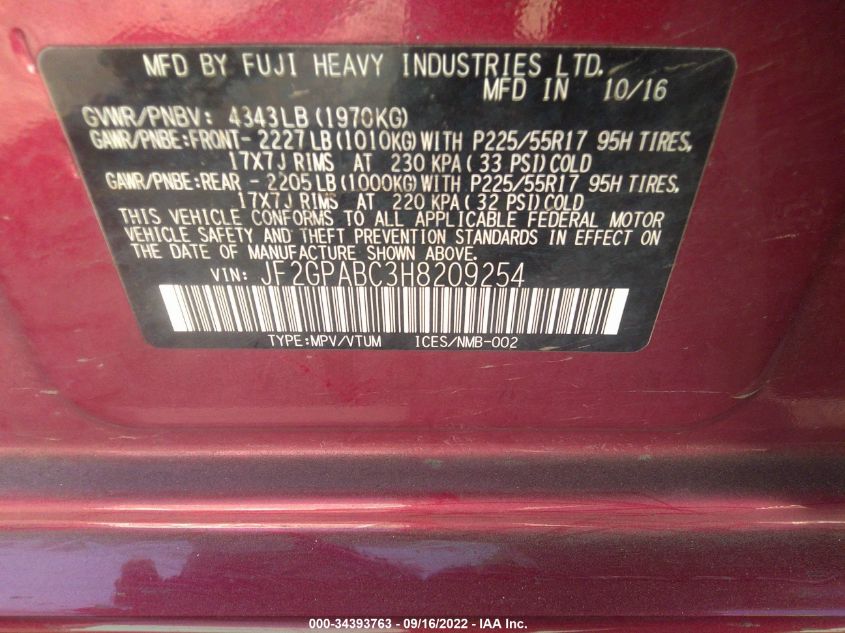 MFD BY FUJI HEAVY INDUSTRIES LTD.
MFD IN 10/16
GVWR/PNBV: 4343LB (1970KG)
GAWR/PNBE:FRONT- 2227LB(1010KG) WITH P225/55R17 95H TIRES,
17X7J RIMS AT 230 KPA( 33 PSI)COLD
GAWR/PNBE:REAR - 2205LB(1000KG) WITH P225/55R17 95H TIRES,
17X7J RIMS AT 220 KPA( 32 PSI)COLD
THIS VEHICLE CONFORMS TO ALL APPLICABLE FEDERAL MOTOR
VEHICLE SAFETY AND THEFT PREVENTION STANDARDS IN EFFECT ON
THE DATE OF MANUFACTURE SHOWN ABOVE.
VIN: JF2GPABC3H8209254
TYPE:MPV/VTUM ICES/NMB-002
000-34393763 - 09/16/2022 - IAA Inc.